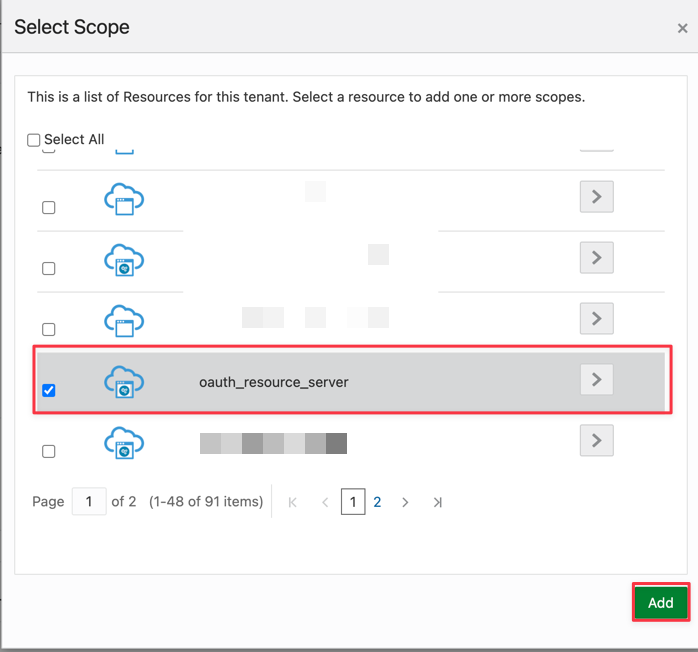 Select Scope
This is a list of Resources for this tenant. Select a resource to add one or more scopes.
Select All
oauth_resource_server
Page 1 of 2 (1-48 of 91 items) 1 2
Add